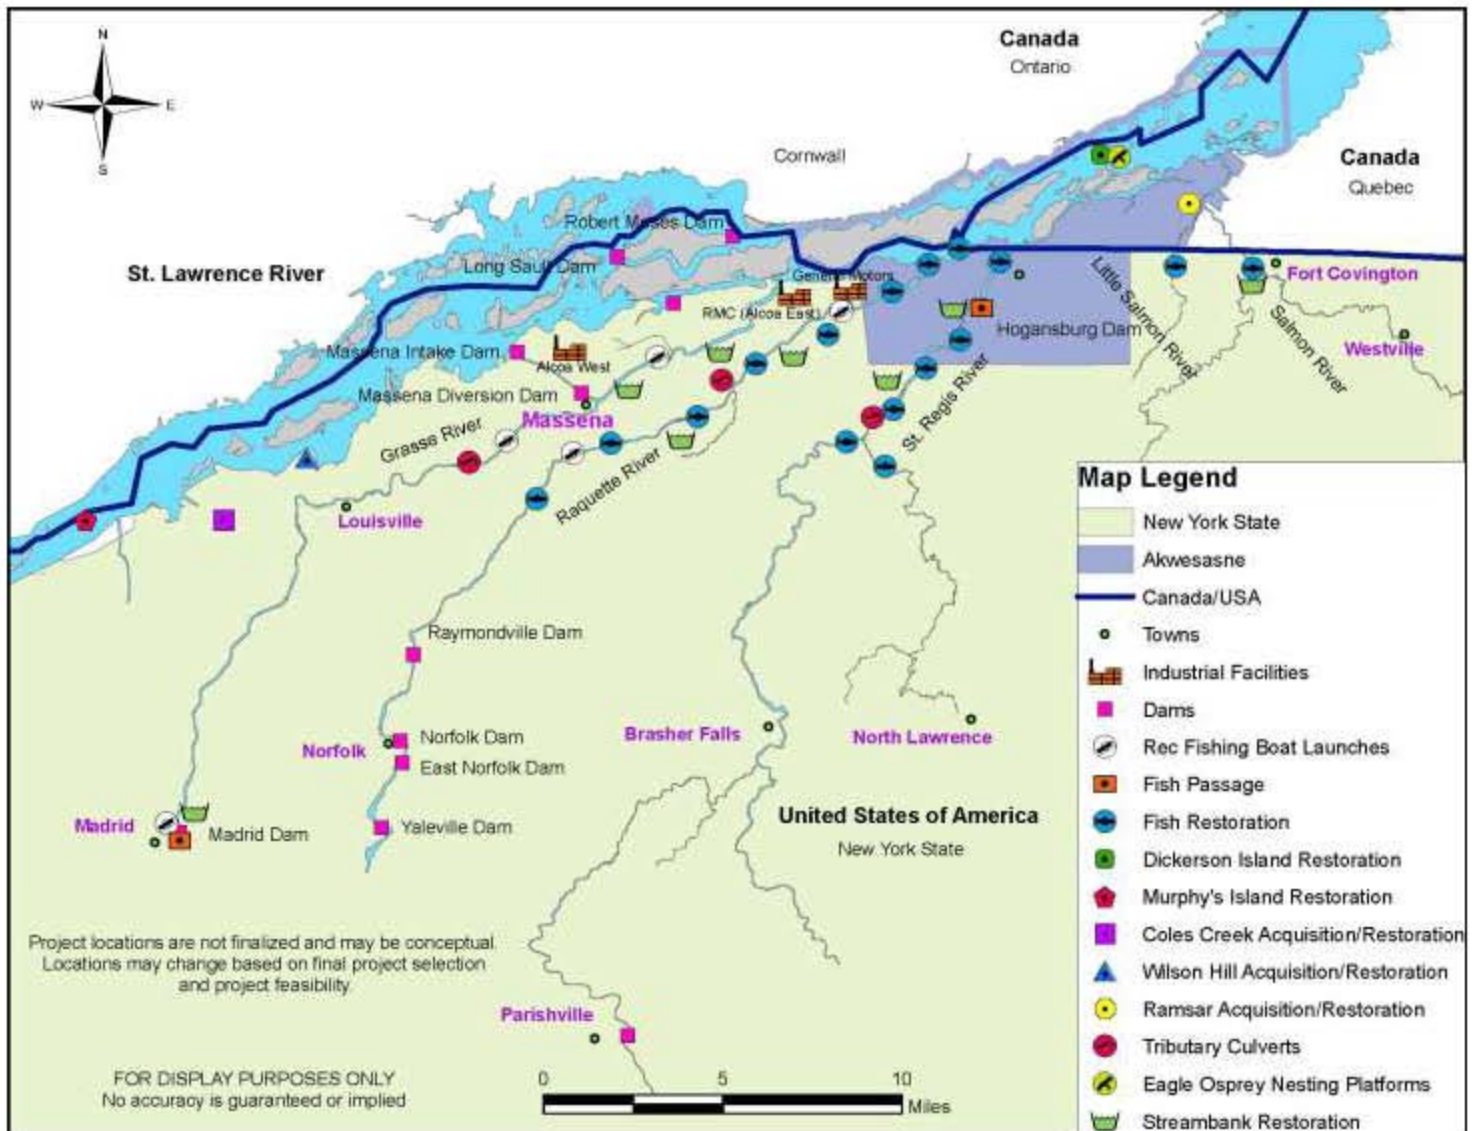 N
W
E
S
Canada
Ontario
Cornwall
Canada
Quebec
Robert Moses Dam
St. Lawrence River
Long Sault Dam
General Motors
Fort Covington
RMC (Alcoa East)
Little Salmon River
Hogansburg Dam
Salmon River
Westville
Massena Intake Dam
Alcoa West
Massena Diversion Dam
Massena
Grasse River
St. Regis River
Raquette River
Louisville
Raymondville Dam
Norfolk
Norfolk Dam
East Norfolk Dam
Brasher Falls
North Lawrence
Madrid
Madrid Dam
Yaleville Dam
United States of America
New York State
Project locations are not finalized and may be conceptual.
Locations may change based on final project selection
and project feasibility.
Parishville
FOR DISPLAY PURPOSES ONLY
No accuracy is guaranteed or implied
0 5 10
Miles
Map Legend
New York State
Akwesasne
Canada/USA
Towns
Industrial Facilities
Dams
Rec Fishing Boat Launches
Fish Passage
Fish Restoration
Dickerson Island Restoration
Murphy's Island Restoration
Coles Creek Acquisition/Restoration
Wilson Hill Acquisition/Restoration
Ramsar Acquisition/Restoration
Tributary Culverts
Eagle Osprey Nesting Platforms
Streambank Restoration